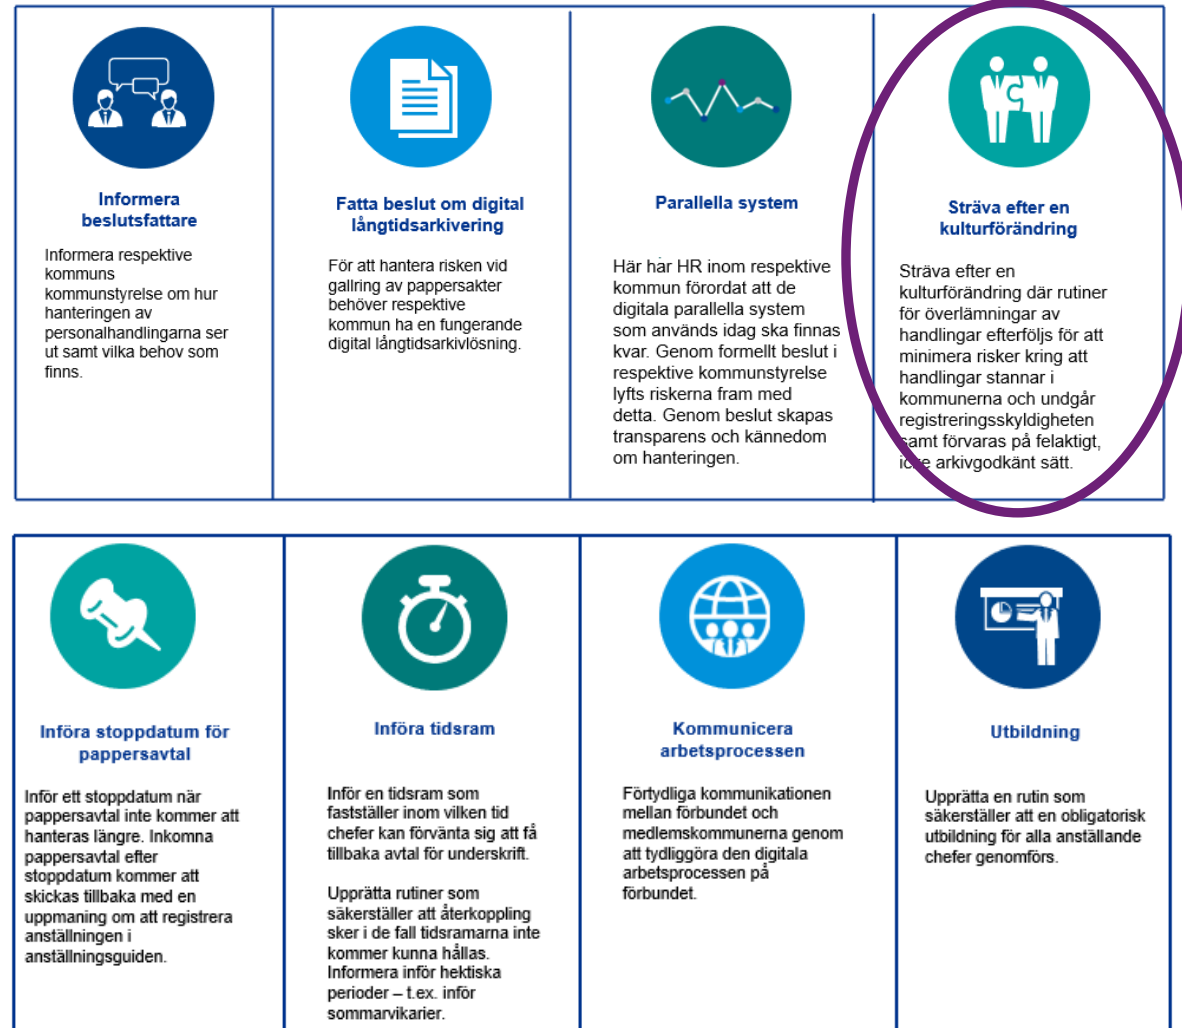 Informera
beslutsfattare
Informera respektive
kommuns
kommunstyrelse om hur
hanteringen av
personalhandlingarna ser
ut samt vilka behov som
finns.
Fatta beslut om digital
långtidsarkivering
För att hantera risken vid
gallring av pappersakter
behöver respektive
kommun ha en fungerande
digital långtidsarkivlösning.
Parallella system
Här har HR inom respektive
kommun förordat att de
digitala parallella system
som används idag ska finnas
kvar. Genom formellt beslut i
respektive kommunstyrelse
lyfts riskerna fram med
detta. Genom beslut skapas
transparens och kännedom
om hanteringen.
Sträva efter en
kulturförändring
Sträva efter en
kulturförändring där rutiner
för överlämningar av
handlingar efterföljs för att
minimera risker kring att
handlingar stannar i
kommunerna och undgår
registreringsskyldigheten
samt förvaras på felaktigt,
icke arkivgodkänt sätt.
Införa stoppdatum för
pappersavtal
Inför ett stoppdatum när
pappersavtal inte kommer att
hanteras längre. Inkomna
pappersavtal efter
stoppdatum kommer att
skickas tillbaka med en
uppmaning om att registrera
anställningen i
anställningsguiden.
Införa tidsram
Inför en tidsram som
fastställer inom vilken tid
chefer kan förvänta sig att få
tillbaka avtal för underskrift.
Upprätta rutiner som
säkerställer att återkoppling
sker i de fall tidsramarna inte
kommer kunna hållas.
Informera inför hektiska
perioder – t.ex. inför
sommarvikarier.
Kommunicera
arbetsprocessen
Förtydliga kommunikationen
mellan förbundet och
medlemskommunerna genom
att tydliggöra den digitala
arbetsprocessen på
förbundet.
Utbildning
Upprätta en rutin som
säkerställer att en obligatorisk
utbildning för alla anställande
chefer genomförs.